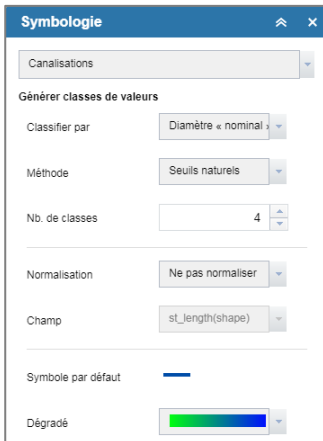 Symbologie
Canalisations
Générer classes de valeurs
Classifier par Diamètre « nominal »
Méthode Seuils naturels
Nb. de classes 4
Normalisation Ne pas normaliser
Champ st_length(shape)
Symbole par défaut
Dégradé